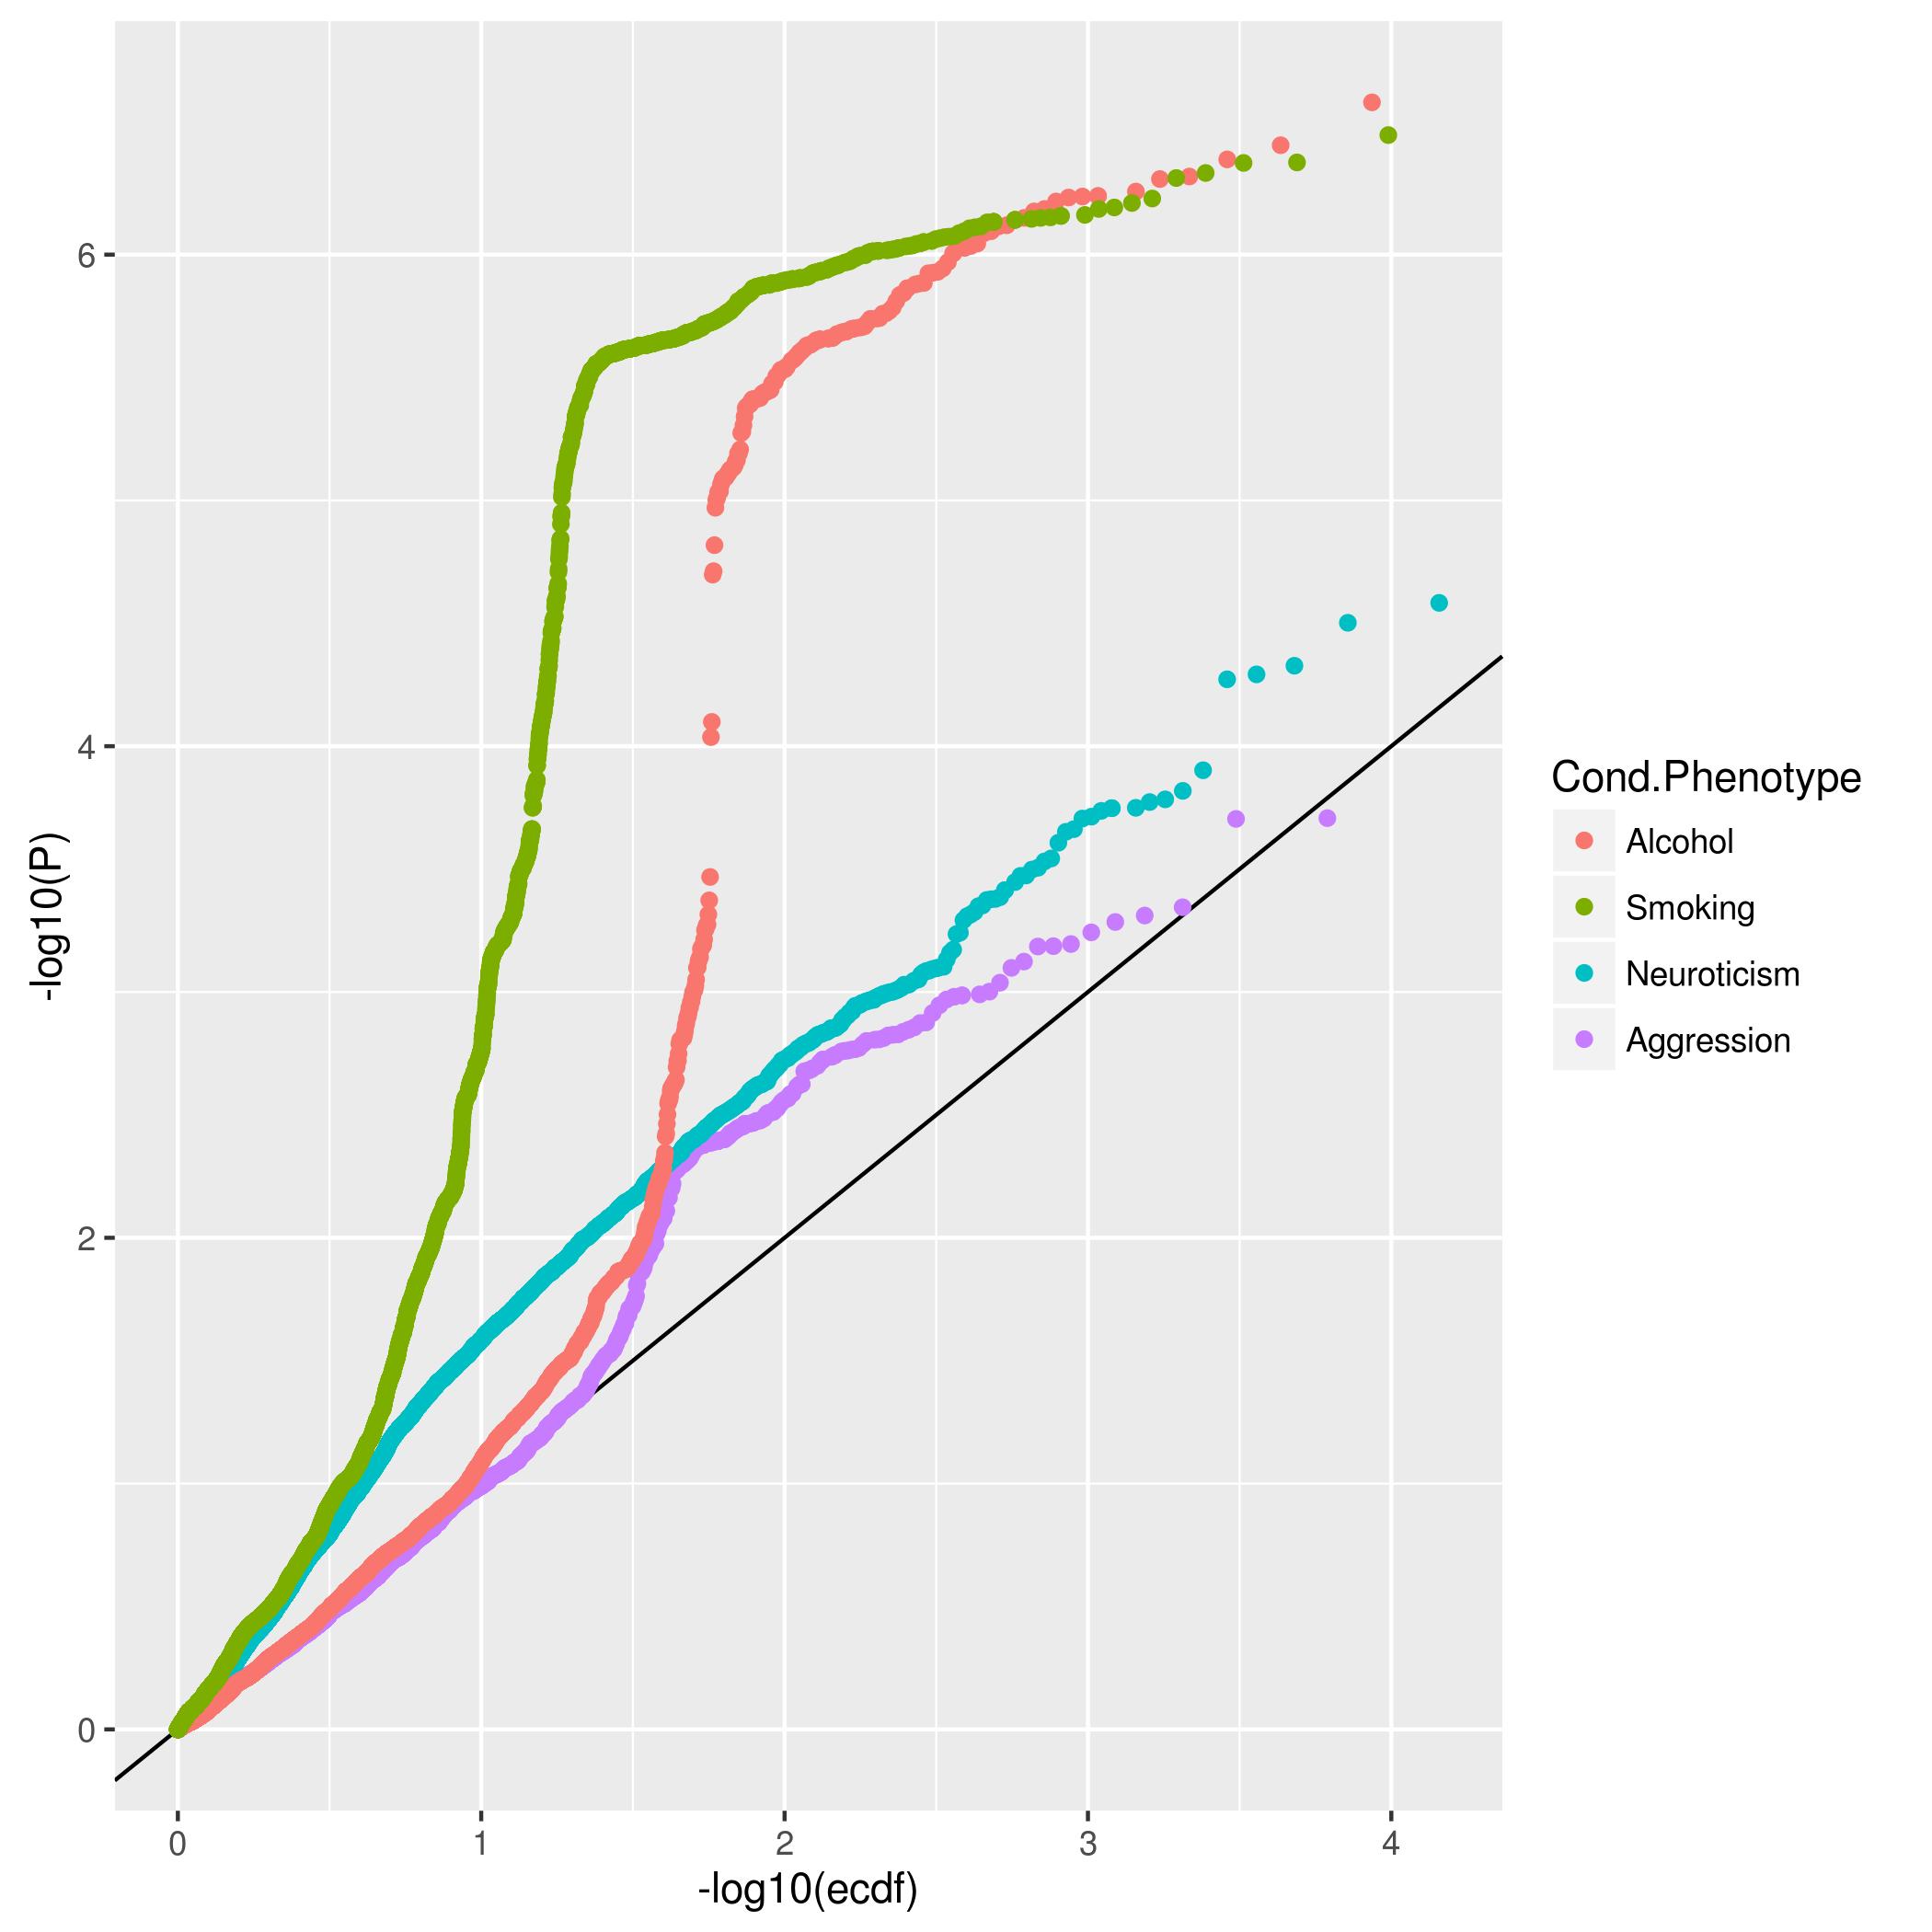 6
4
2
0
-log10(P)
0 1 2 3 4
-log10(ecdf)
Cond.Phenotype
Alcohol
Smoking
Neuroticism
Aggression